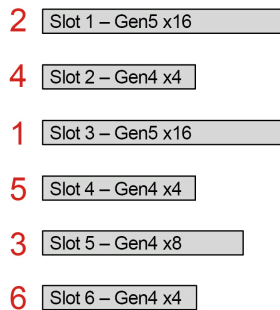 2 Slot 1 – Gen5 x16
4 Slot 2 – Gen4 x4
1 Slot 3 – Gen5 x16
5 Slot 4 – Gen4 x4
3 Slot 5 – Gen4 x8
6 Slot 6 – Gen4 x4